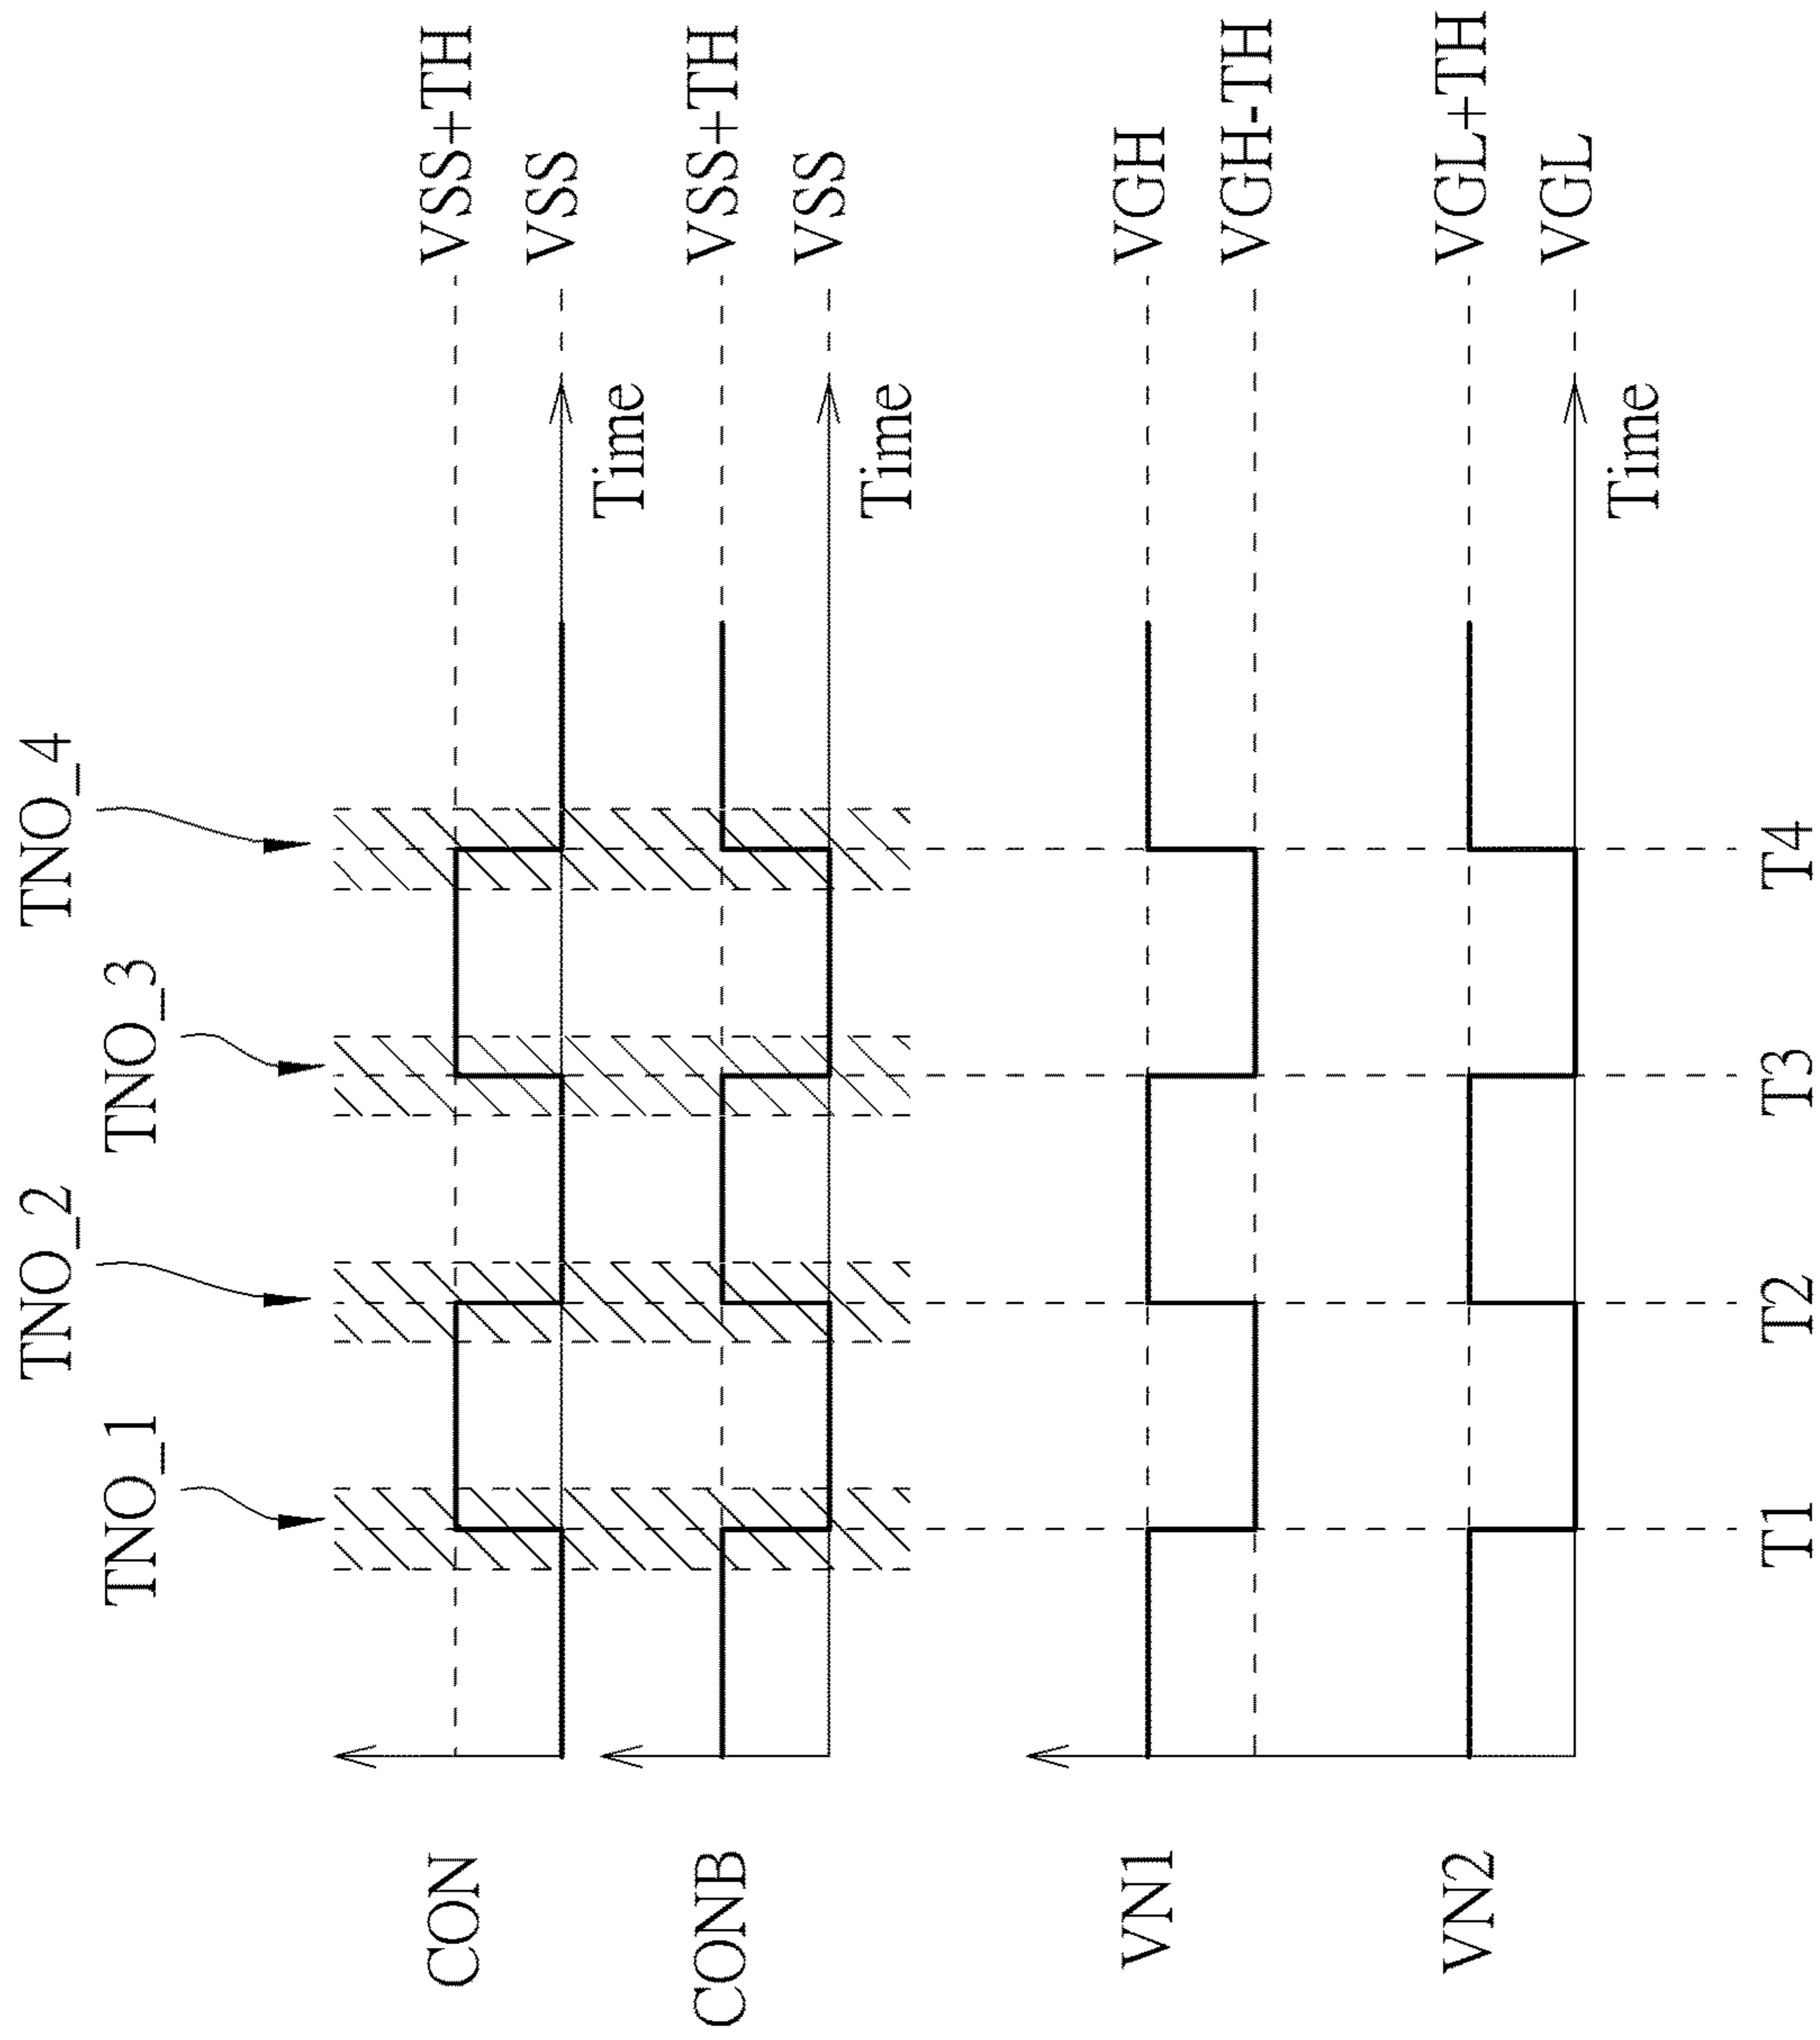 TNO_1
TNO_2
TNO_3
TNO_4
CON
VSS+TH
VSS
Time
CONB
VSS+TH
VSS
Time
VN1
VGH
VGH-TH
VN2
VGL+TH
VGL
Time
T1
T2
T3
T4